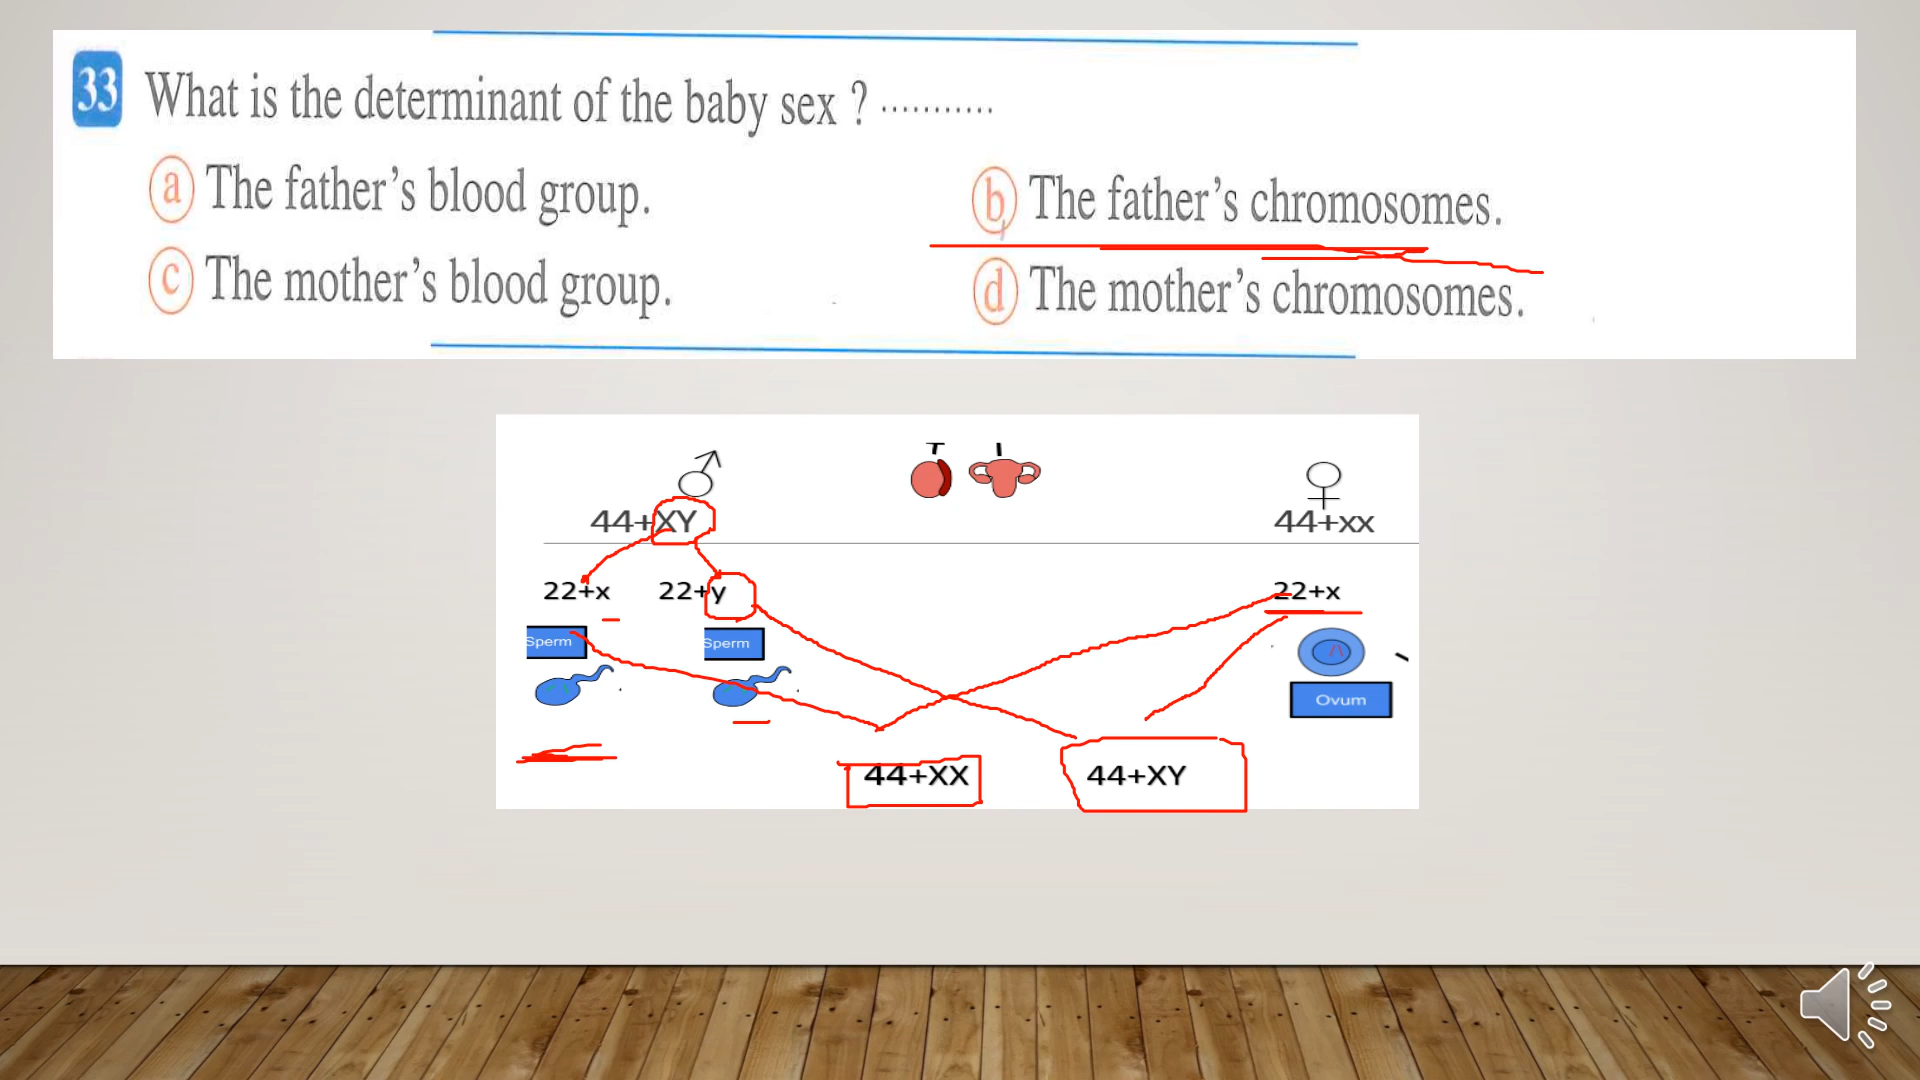 33 What is the determinant of the baby sex ? ...........
a The father's blood group.
b The father's chromosomes.
c The mother's blood group.
d The mother's chromosomes.
44+XY
44+xx
22+x
22+y
22+x
Sperm
Sperm
Ovum
44+XX
44+XY